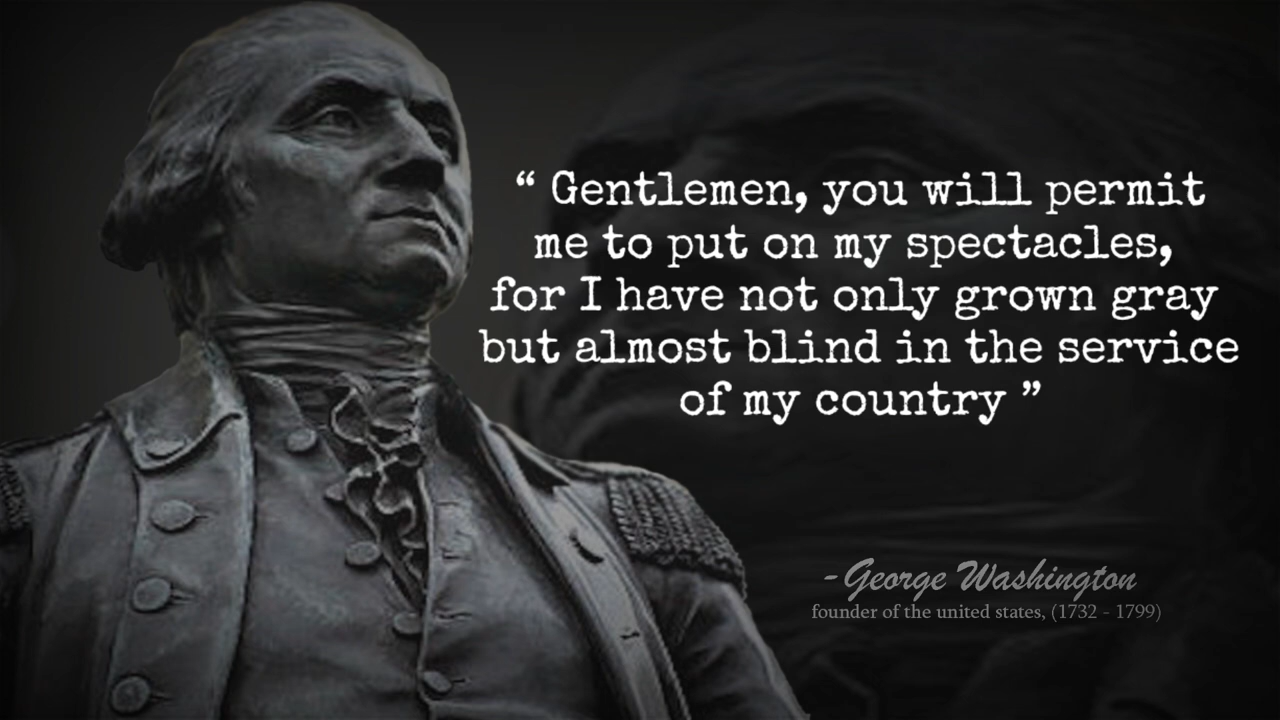 “ Gentlemen, you will permit
me to put on my spectacles,
for I have not only grown gray
but almost blind in the service
of my country ”
-George Washington
founder of the united states, (1732 - 1799)